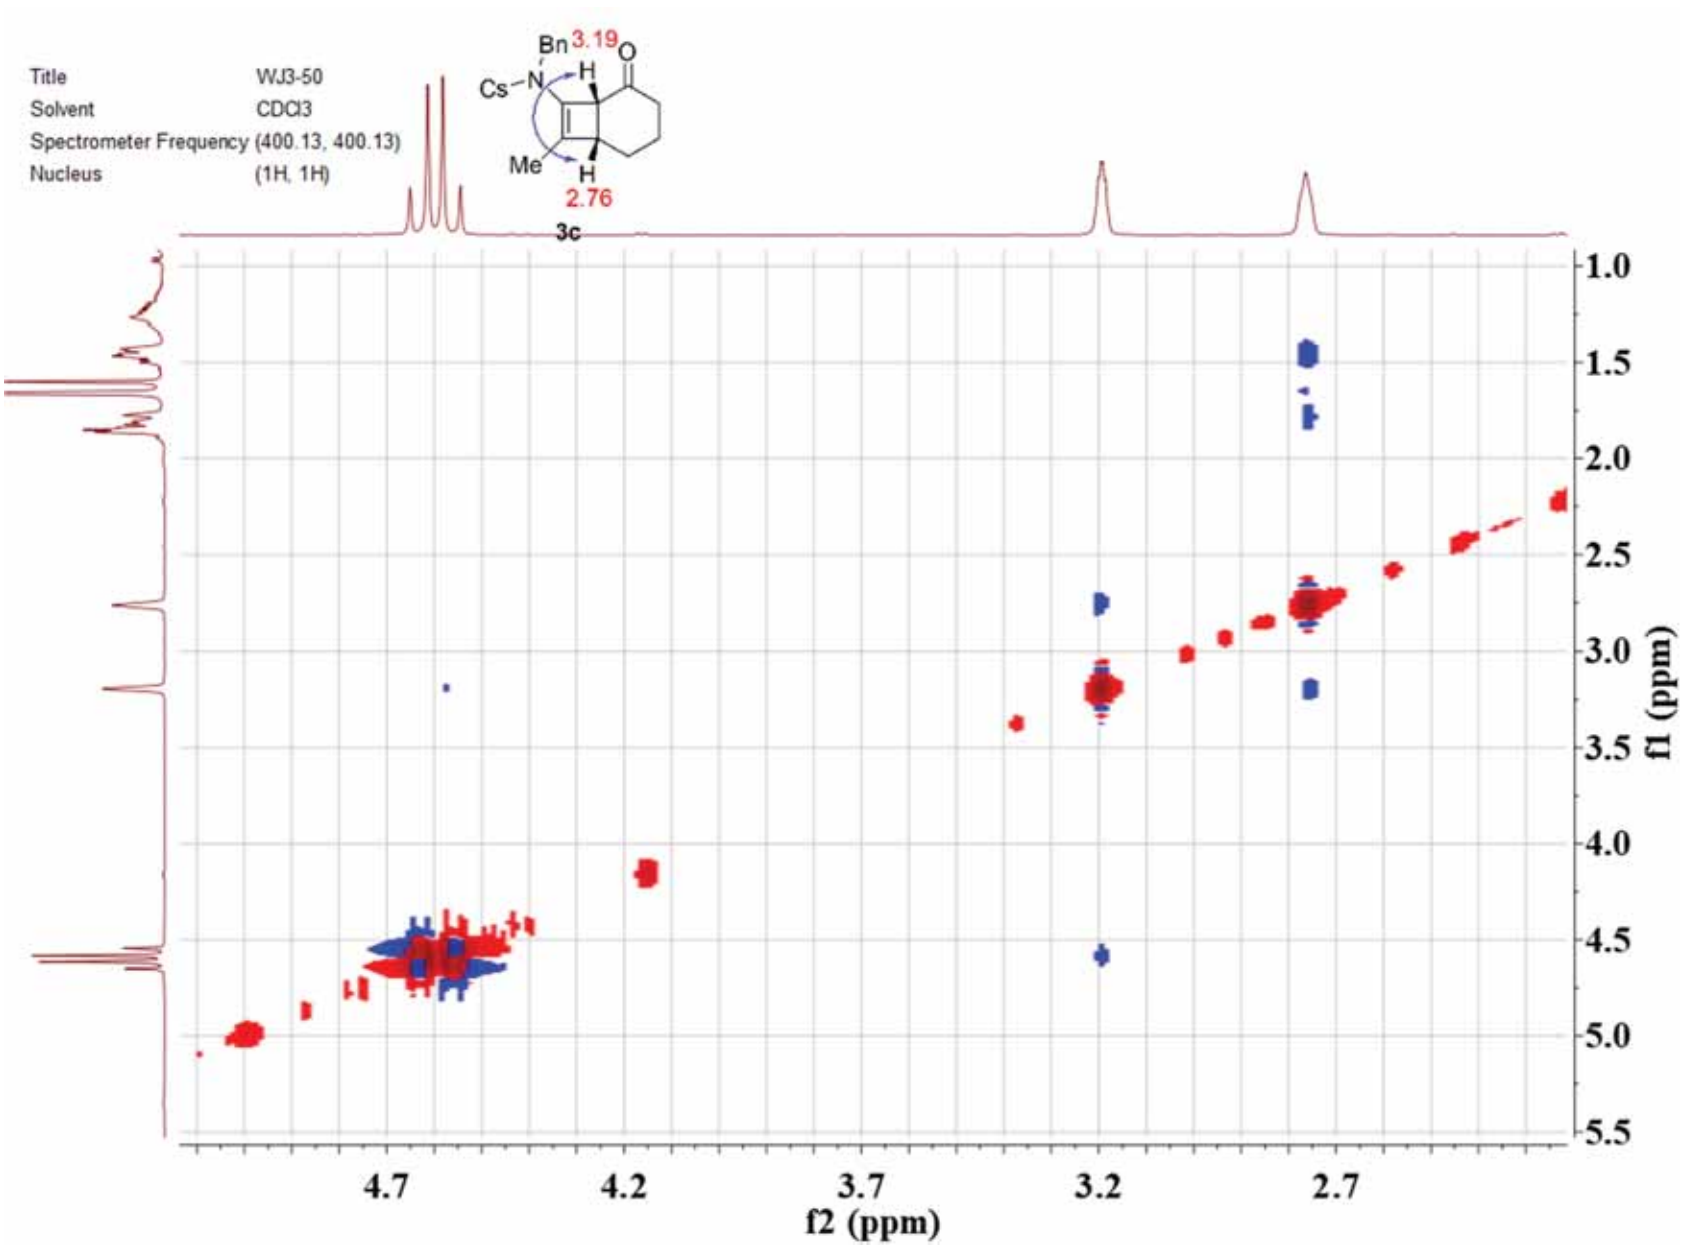 Title WJ3-50
Solvent CDCl3
Spectrometer Frequency (400.13, 400.13)
Nucleus (1H, 1H)
Bn 3.19 O
H
Cs N
Me
H
2.76
3c
1.0
1.5
2.0
2.5
3.0
3.5
4.0
4.5
5.0
5.5
f1 (ppm)
4.7 4.2 3.7 3.2 2.7
f2 (ppm)